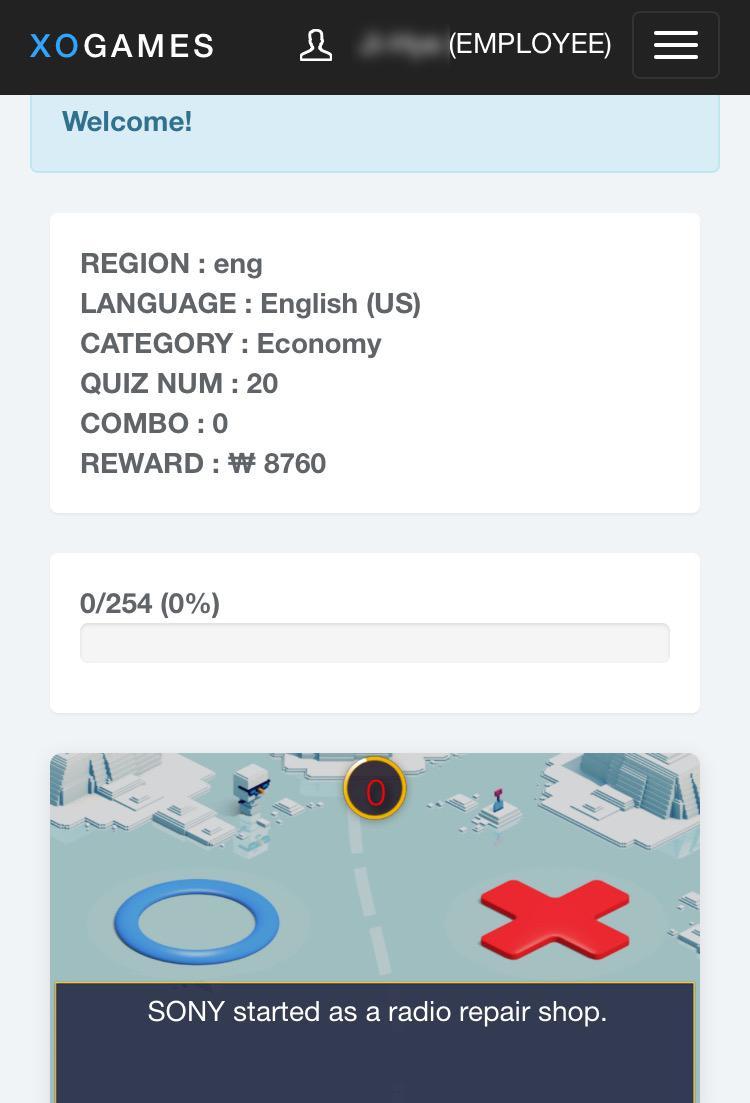 XOGAMES
(EMPLOYEE)
Welcome!
REGION : eng
LANGUAGE : English (US)
CATEGORY : Economy
QUIZ NUM : 20
COMBO : 0
REWARD : ₩ 8760
0/254 (0%)
0
SONY started as a radio repair shop.